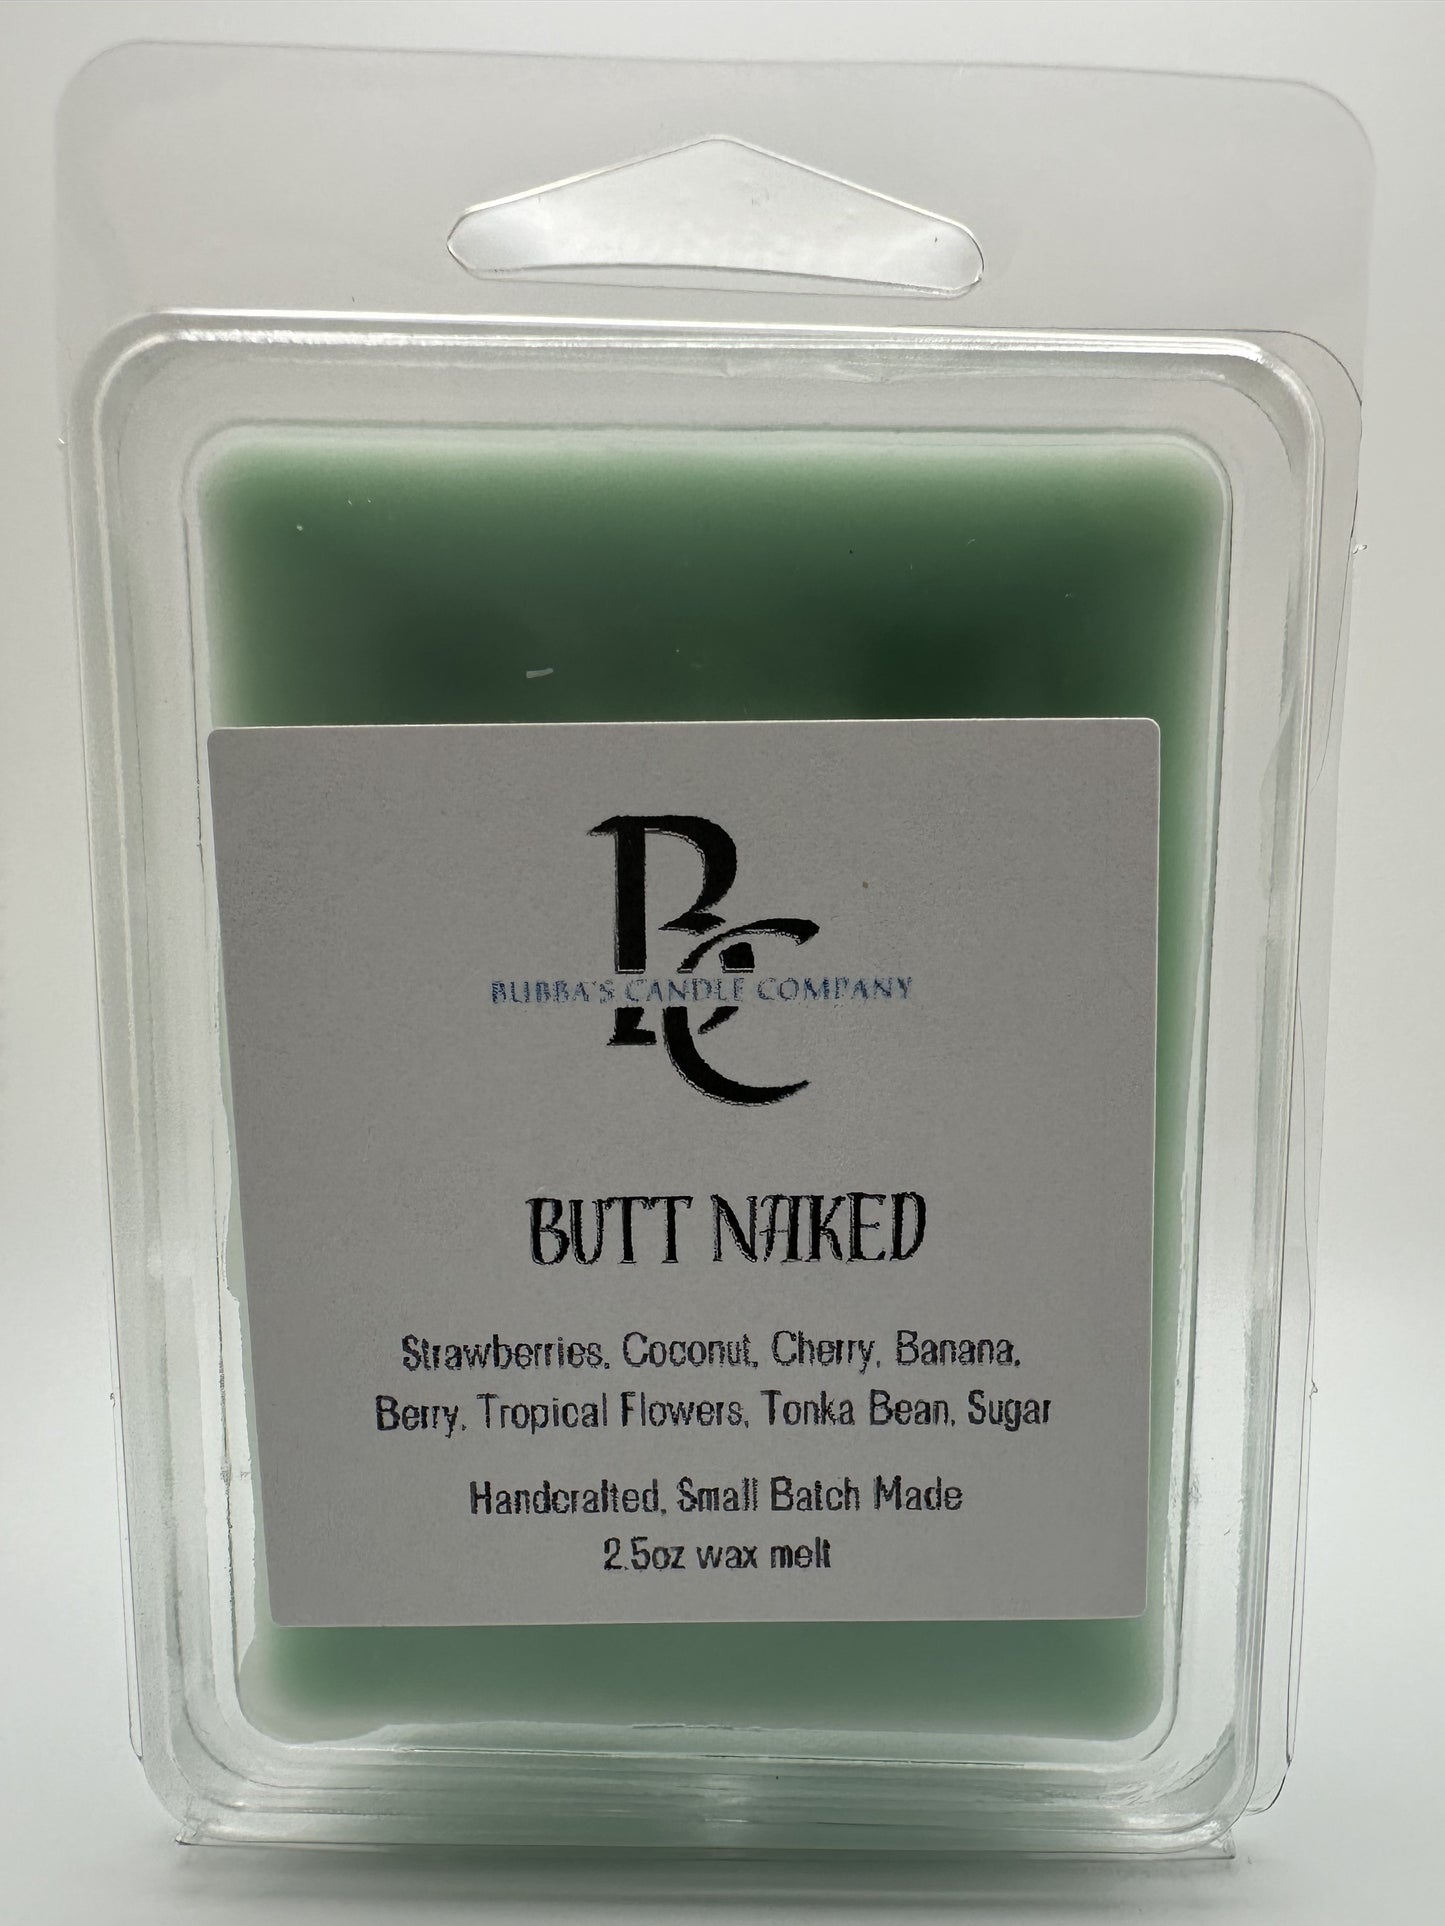 BC
BUBBA'S CANDLE COMPANY
BUTT NAKED
Strawberries, Coconut, Cherry, Banana,
Berry, Tropical Flowers, Tonka Bean, Sugar
Handcrafted, Small Batch Made
2.5oz wax melt